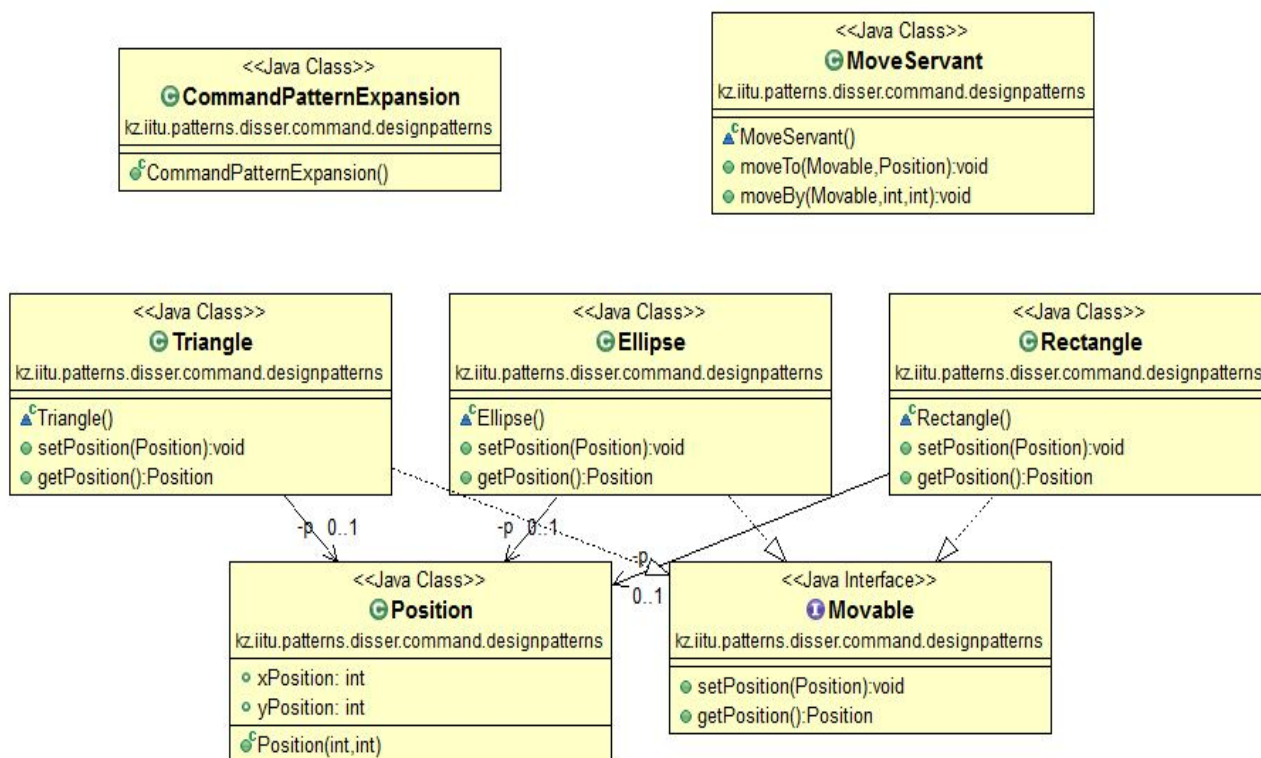 <<Java Class>>
CommandPatternExpansion
kz.iitu.patterns.disser.command.designpatterns
CommandPatternExpansion()
<<Java Class>>
MoveServant
kz.iitu.patterns.disser.command.designpatterns
MoveServant()
moveTo(Movable,Position):void
moveBy(Movable,int,int):void
<<Java Class>>
Triangle
kz.iitu.patterns.disser.command.designpatterns
Triangle()
setPosition(Position):void
getPosition():Position
<<Java Class>>
Ellipse
kz.iitu.patterns.disser.command.designpatterns
Ellipse()
setPosition(Position):void
getPosition():Position
<<Java Class>>
Rectangle
kz.iitu.patterns.disser.command.designpatterns
Rectangle()
setPosition(Position):void
getPosition():Position
-p 0..1
-p 0..1
-p
0..1
<<Java Class>>
Position
kz.iitu.patterns.disser.command.designpatterns
xPosition: int
yPosition: int
Position(int,int)
<<Java Interface>>
Movable
kz.iitu.patterns.disser.command.designpatterns
setPosition(Position):void
getPosition():Position